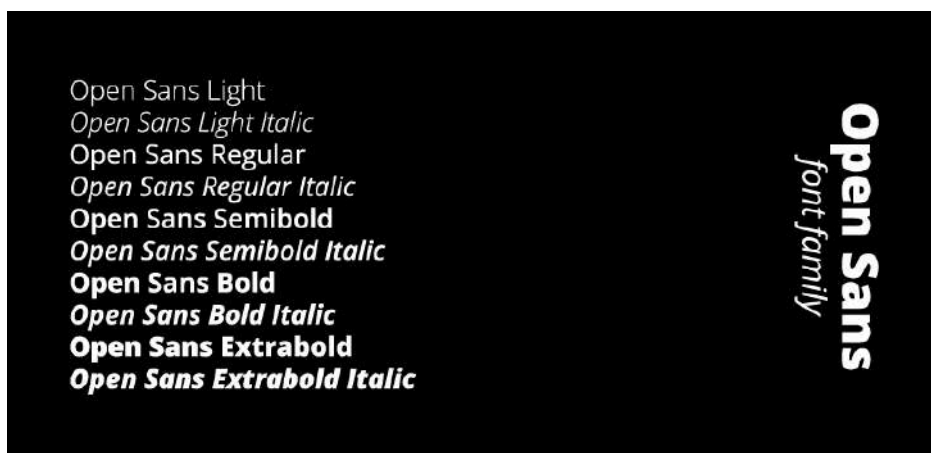 Open Sans Light
Open Sans Light Italic
Open Sans Regular
Open Sans Regular Italic
Open Sans Semibold
Open Sans Semibold Italic
Open Sans Bold
Open Sans Bold Italic
Open Sans Extrabold
Open Sans Extrabold Italic
Open Sans
font family